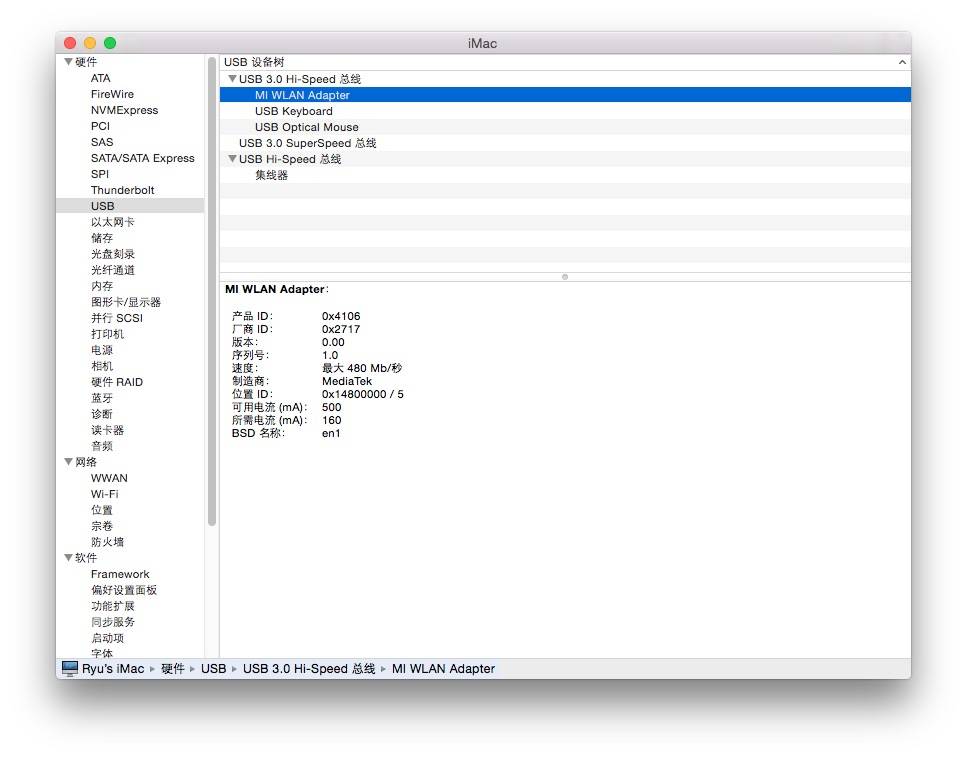 iMac
硬件
ATA
FireWire
NVMExpress
PCI
SAS
SATA/SATA Express
SPI
Thunderbolt
USB
以太网卡
储存
光盘刻录
光纤通道
内存
图形卡/显示器
并行 SCSI
打印机
电源
相机
硬件 RAID
蓝牙
诊断
读卡器
音频
网络
WWAN
Wi-Fi
位置
宗卷
防火墙
软件
Framework
偏好设置面板
功能扩展
同步服务
启动项
字体
USB 设备树
USB 3.0 Hi-Speed 总线
MI WLAN Adapter
USB Keyboard
USB Optical Mouse
USB 3.0 SuperSpeed 总线
USB Hi-Speed 总线
集线器
MI WLAN Adapter：
产品 ID： 0x4106
厂商 ID： 0x2717
版本： 0.00
序列号： 1.0
速度： 最大 480 Mb/秒
制造商： MediaTek
位置 ID： 0x14800000 / 5
可用电流 (mA)： 500
所需电流 (mA)： 160
BSD 名称： en1
Ryu’s iMac ▸ 硬件 ▸ USB ▸ USB 3.0 Hi-Speed 总线 ▸ MI WLAN Adapter